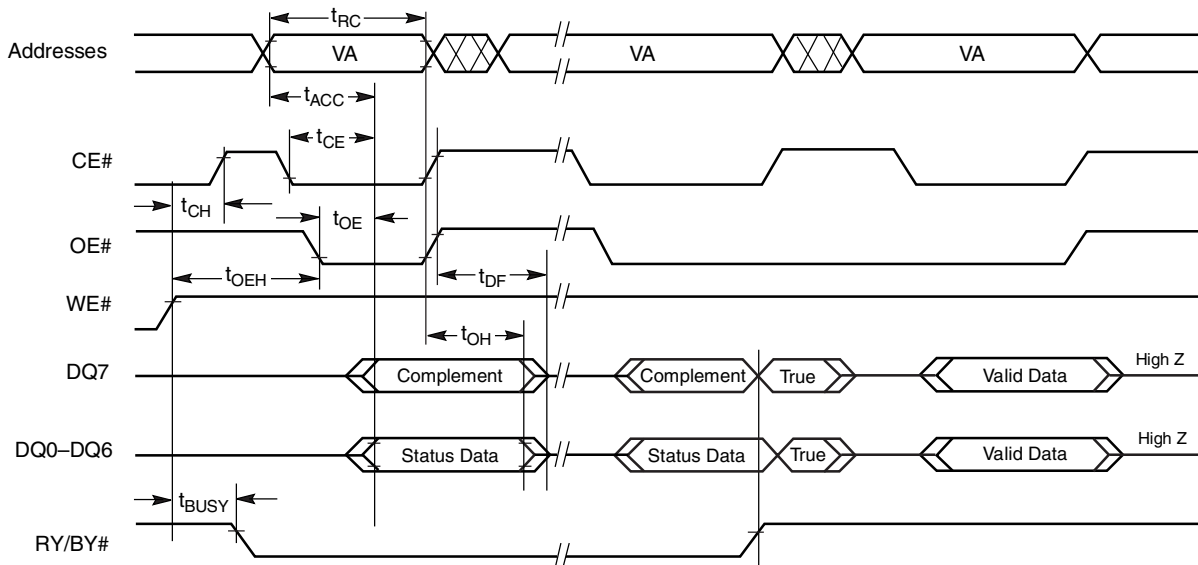 tRC
Addresses VA VA VA
tACC
tCE
CE#
tCH tOE
OE#
tOEH tDF
WE#
tOH
DQ7 Complement Complement True Valid Data High Z
DQ0–DQ6 Status Data Status Data True Valid Data High Z
tBUSY
RY/BY#